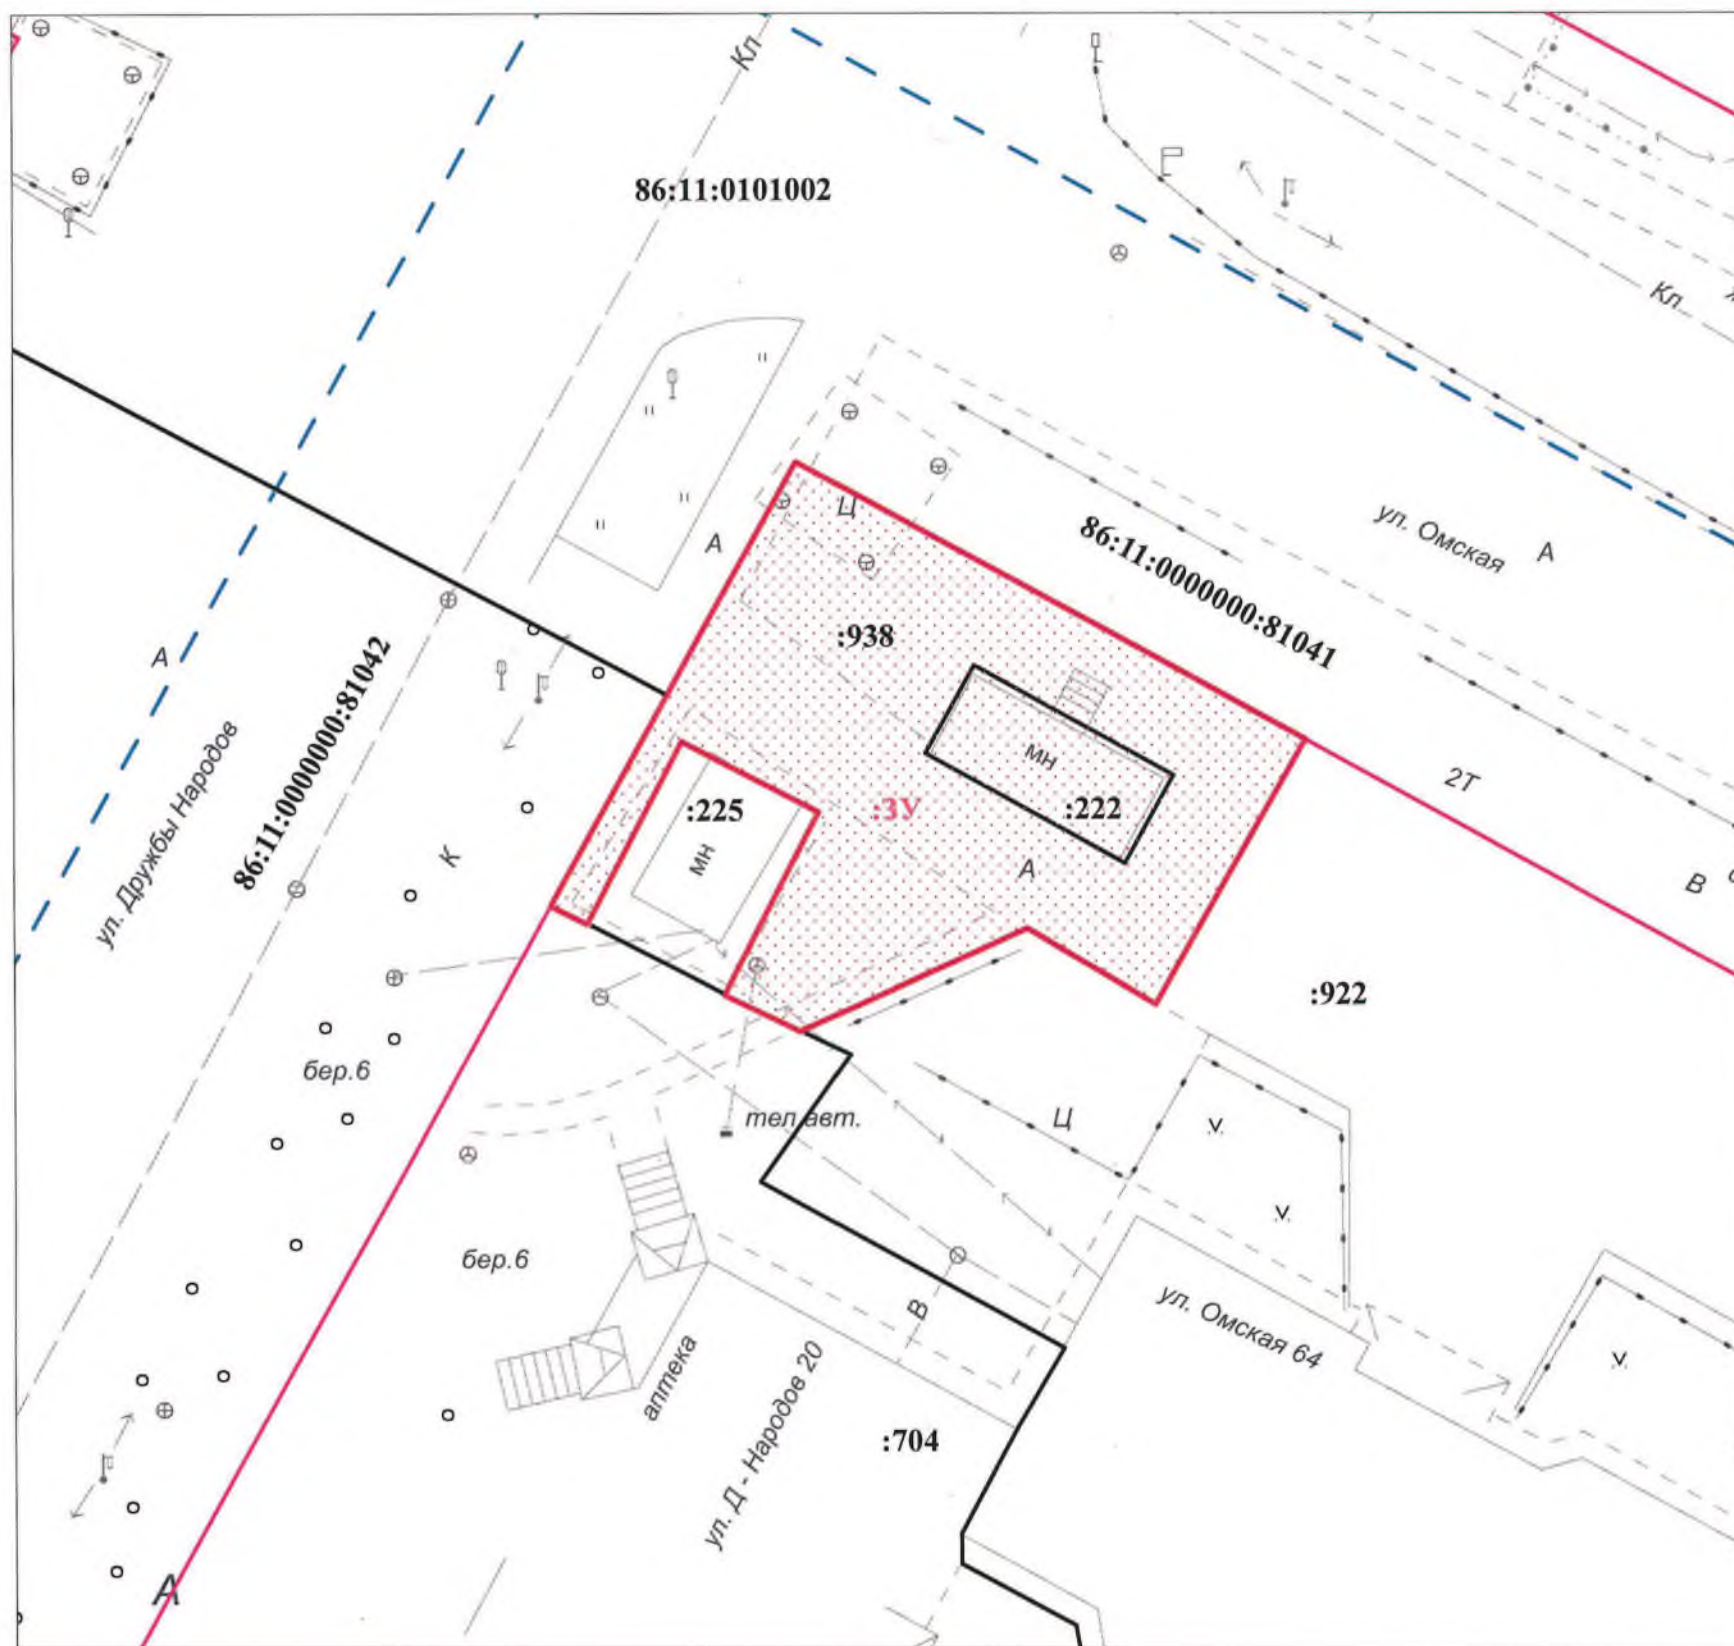 Кл
86:11:0101002
Кл
ул. Омская
А
86:11:0000000:81041
Ц
А
:938
А
86:11:0000000:81042
ул. Дружбы Народов
мн
:222
:225
:ЗУ
мн
К
А
2Т
В
:922
бер.6
тел.авт.
Ц
бер.6
В
ул. Омская 64
аптека
ул. Д - Народов 20
:704
А